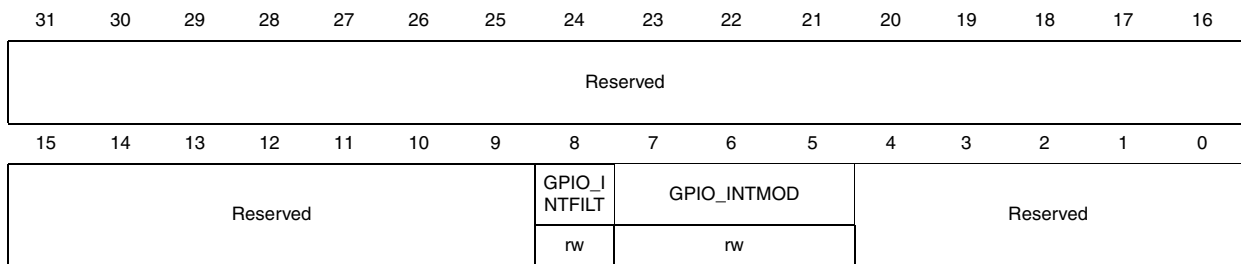 31 30 29 28 27 26 25 24 23 22 21 20 19 18 17 16
Reserved
15 14 13 12 11 10 9 8 7 6 5 4 3 2 1 0
Reserved GPIO_I
NTFILT GPIO_INTMOD Reserved
rw rw